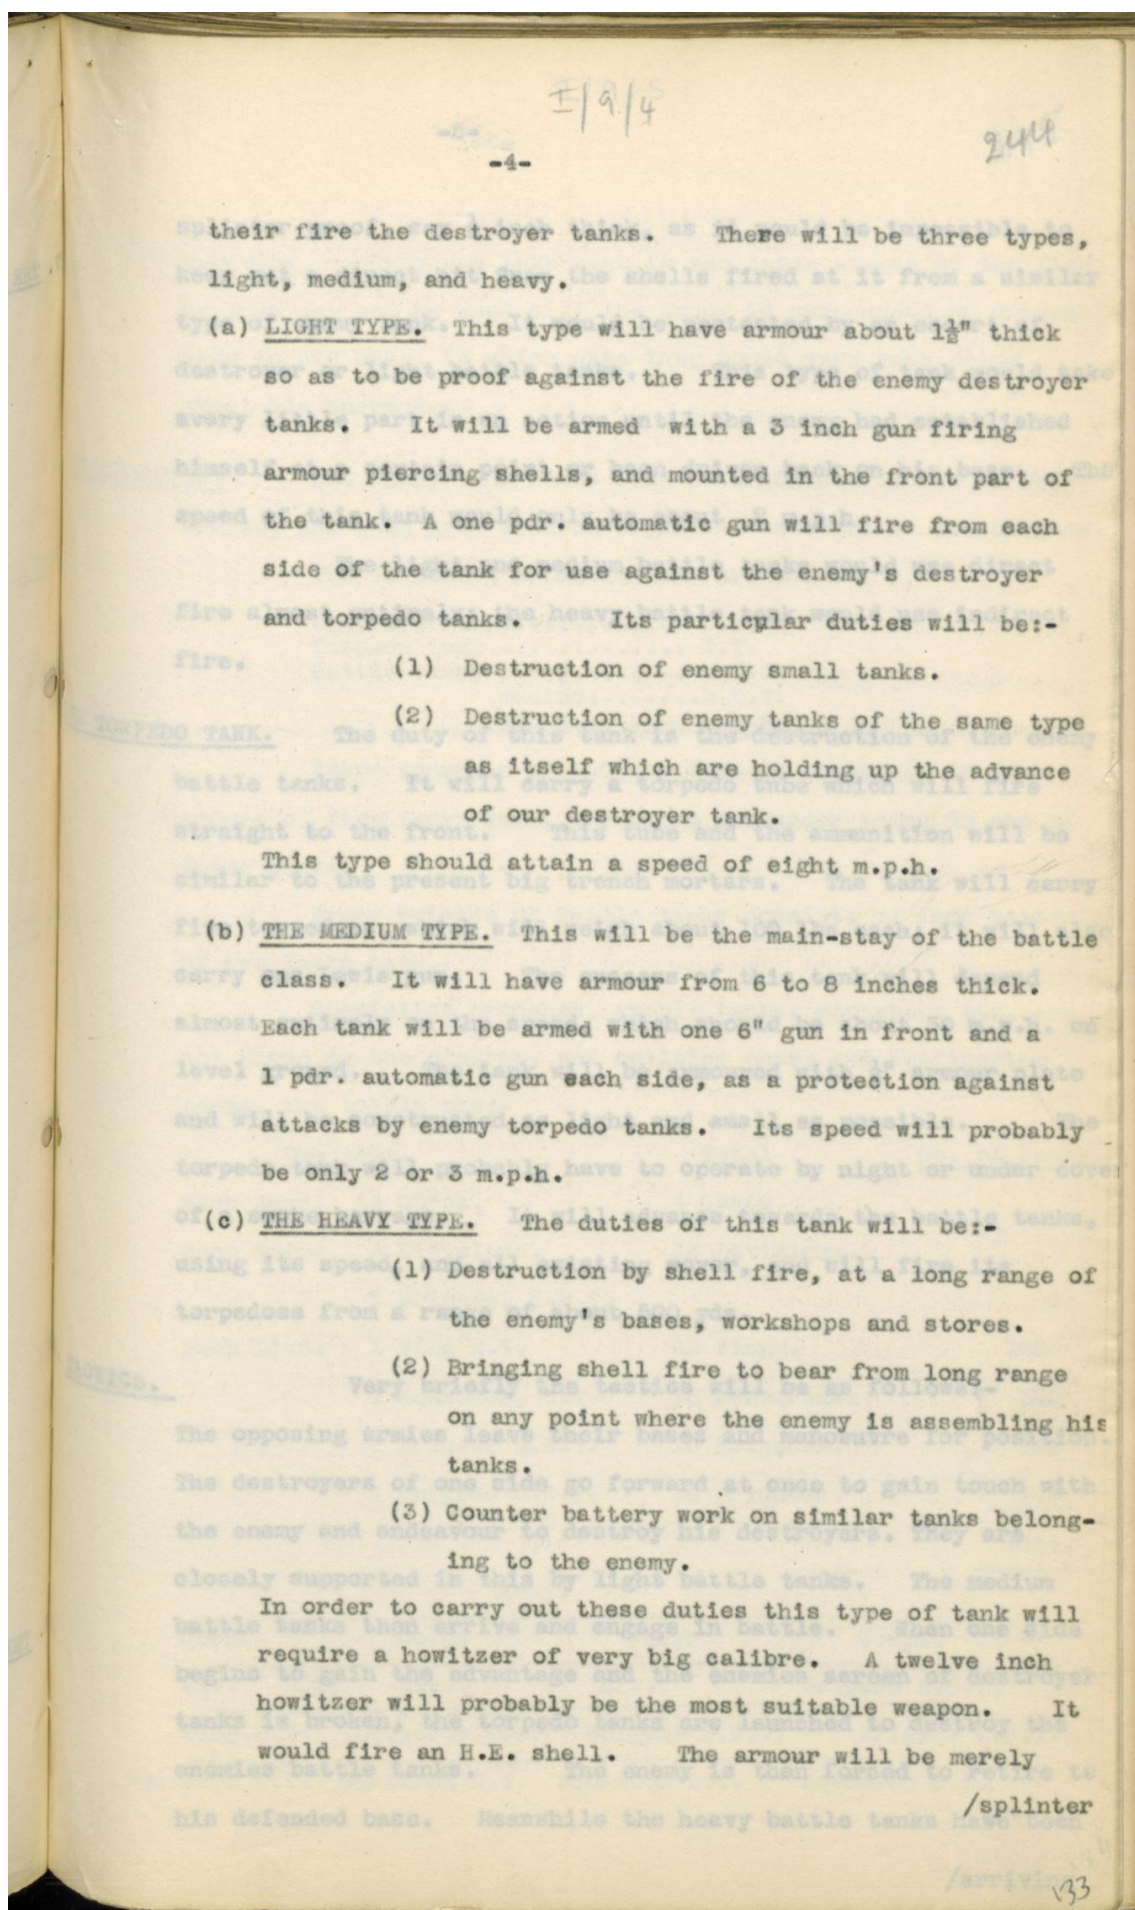 I/9/4
244
-4-
their fire the destroyer tanks. There will be three types,
light, medium, and heavy.
(a) LIGHT TYPE. This type will have armour about 1½" thick
so as to be proof against the fire of the enemy destroyer
tanks. It will be armed with a 3 inch gun firing
armour piercing shells, and mounted in the front part of
the tank. A one pdr. automatic gun will fire from each
side of the tank for use against the enemy's destroyer
and torpedo tanks. Its particular duties will be:-
(1) Destruction of enemy small tanks.
(2) Destruction of enemy tanks of the same type
as itself which are holding up the advance
of our destroyer tank.
This type should attain a speed of eight m.p.h.
(b) THE MEDIUM TYPE. This will be the main-stay of the battle
class. It will have armour from 6 to 8 inches thick.
Each tank will be armed with one 6" gun in front and a
1 pdr. automatic gun each side, as a protection against
attacks by enemy torpedo tanks. Its speed will probably
be only 2 or 3 m.p.h.
(c) THE HEAVY TYPE. The duties of this tank will be:-
(1) Destruction by shell fire, at a long range of
the enemy's bases, workshops and stores.
(2) Bringing shell fire to bear from long range
on any point where the enemy is assembling his
tanks.
(3) Counter battery work on similar tanks belong-
ing to the enemy.
In order to carry out these duties this type of tank will
require a howitzer of very big calibre. A twelve inch
howitzer will probably be the most suitable weapon. It
would fire an H.E. shell. The armour will be merely
/splinter
133